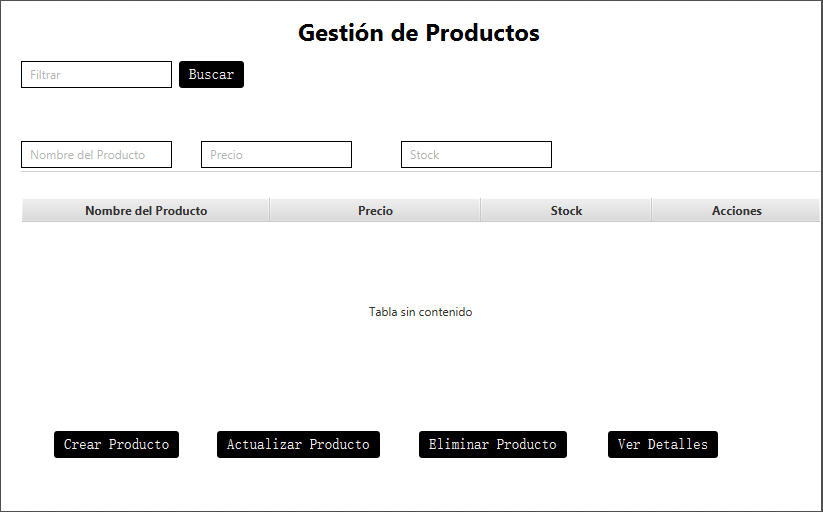 Gestión de Productos
Filtrar Buscar
Nombre del Producto Precio Stock
Nombre del Producto Precio Stock Acciones
Tabla sin contenido
Crear Producto Actualizar Producto Eliminar Producto Ver Detalles